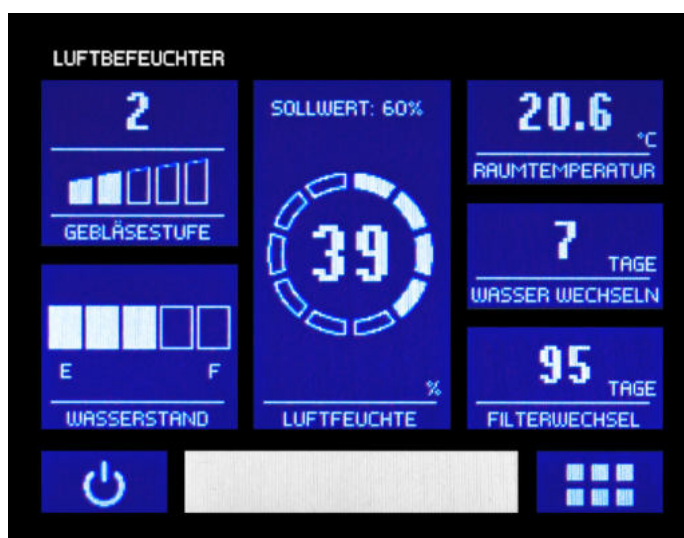 LUFTBEFEUCHTER
2
GEBLÄSESTUFE
E F
WASSERSTAND
SOLLWERT: 60%
39
%
LUFTFEUCHTE
20.6 °C
RAUMTEMPERATUR
7 TAGE
WASSER WECHSELN
95 TAGE
FILTERWECHSEL